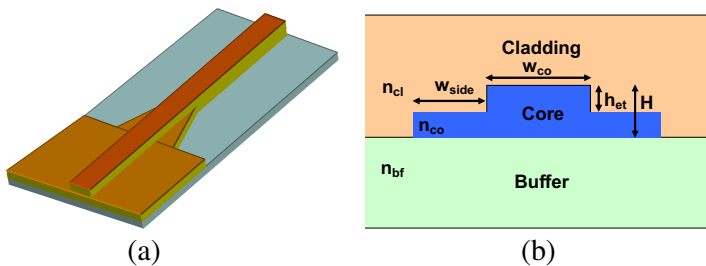 Cladding
w_co
n_cl
w_side
h_et
H
Core
n_co
n_bf
Buffer
(a)
(b)